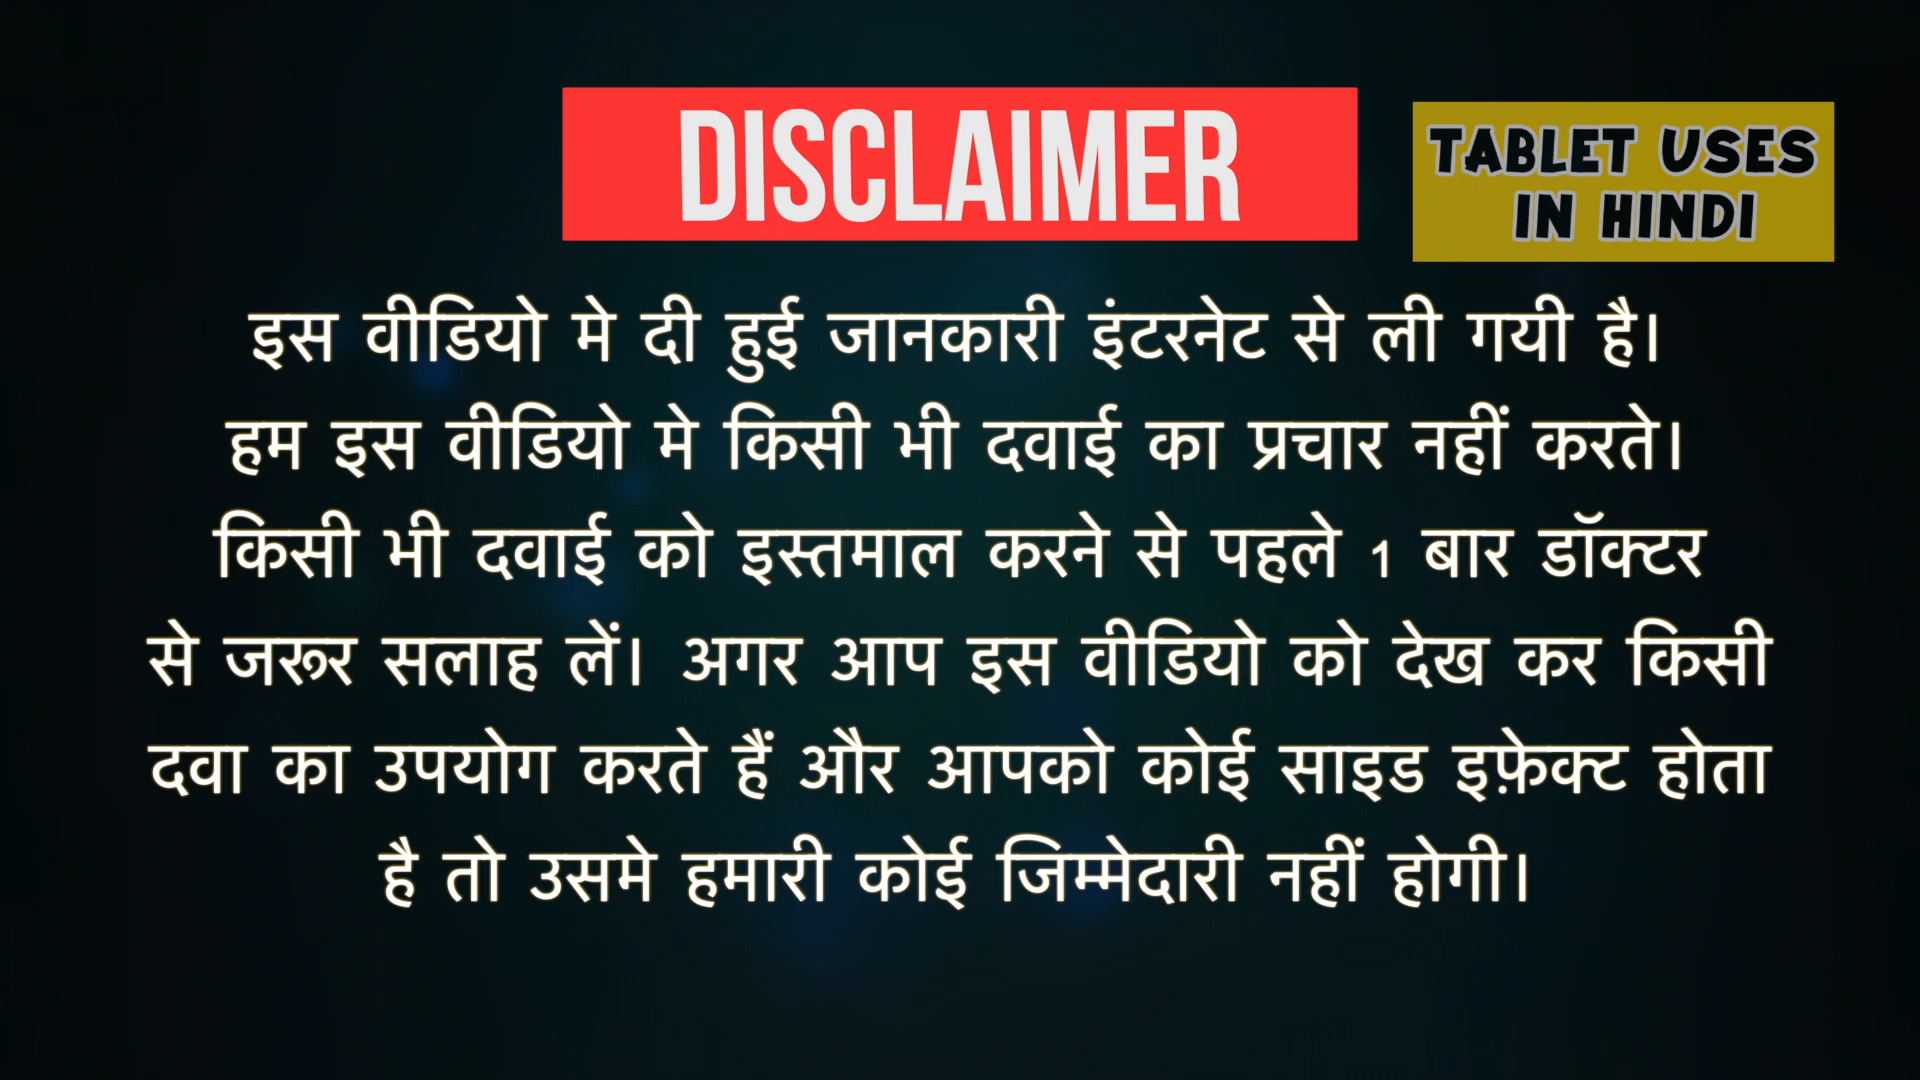 DISCLAIMER
TABLET USES
IN HINDI
इस वीडियो मे दी हुई जानकारी इंटरनेट से ली गयी है।
हम इस वीडियो मे किसी भी दवाई का प्रचार नहीं करते।
किसी भी दवाई को इस्तमाल करने से पहले 1 बार डॉक्टर
से जरूर सलाह लें। अगर आप इस वीडियो को देख कर किसी
दवा का उपयोग करते हैं और आपको कोई साइड इफ़ेक्ट होता
है तो उसमे हमारी कोई जिम्मेदारी नहीं होगी।